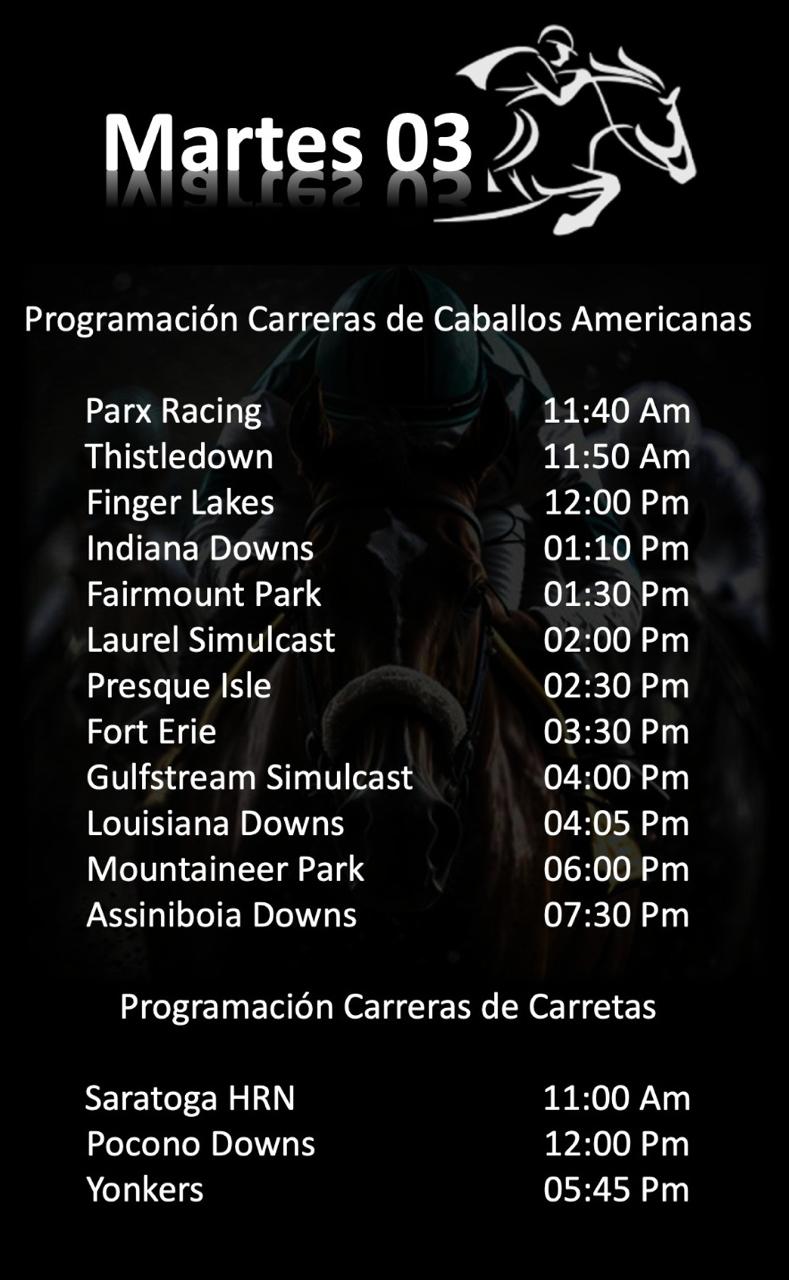 Martes 03
Programación Carreras de Caballos Americanas
Parx Racing 11:40 Am
Thistledown 11:50 Am
Finger Lakes 12:00 Pm
Indiana Downs 01:10 Pm
Fairmount Park 01:30 Pm
Laurel Simulcast 02:00 Pm
Presque Isle 02:30 Pm
Fort Erie 03:30 Pm
Gulfstream Simulcast 04:00 Pm
Louisiana Downs 04:05 Pm
Mountaineer Park 06:00 Pm
Assiniboia Downs 07:30 Pm
Programación Carreras de Carretas
Saratoga HRN 11:00 Am
Pocono Downs 12:00 Pm
Yonkers 05:45 Pm